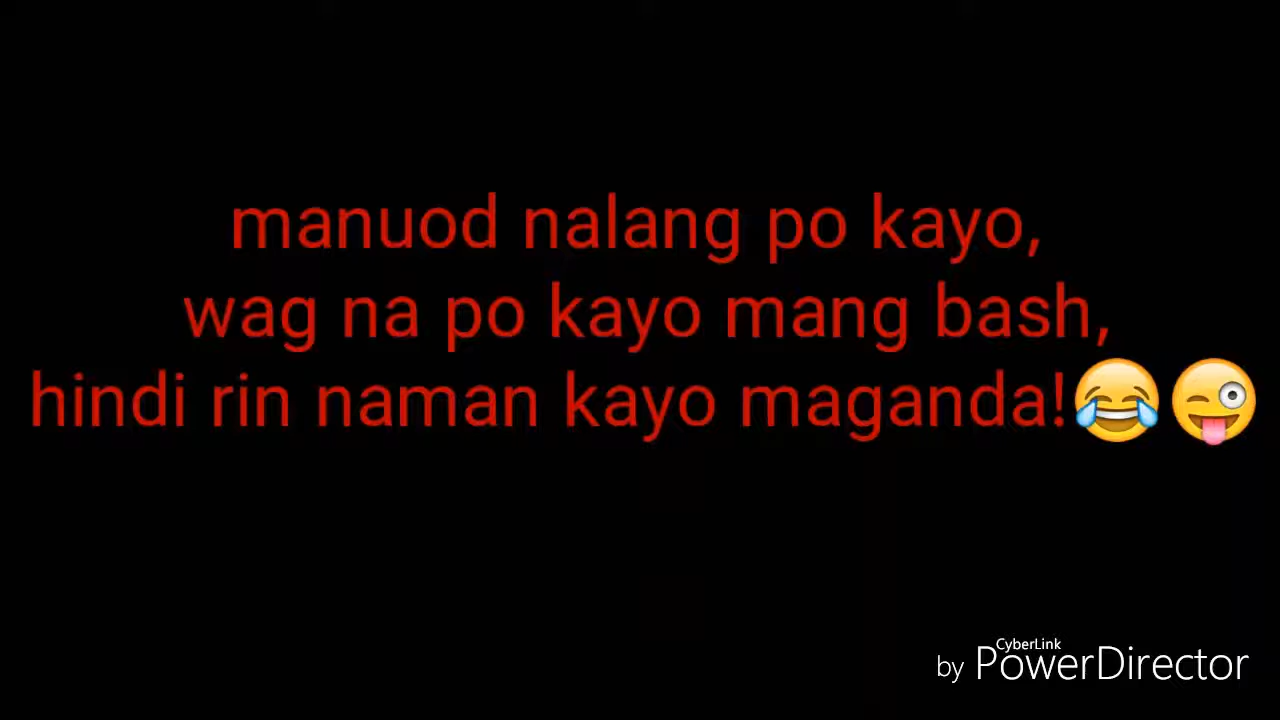 manuod nalang po kayo,
wag na po kayo mang bash,
hindi rin naman kayo maganda!😂😜
CyberLink
by PowerDirector